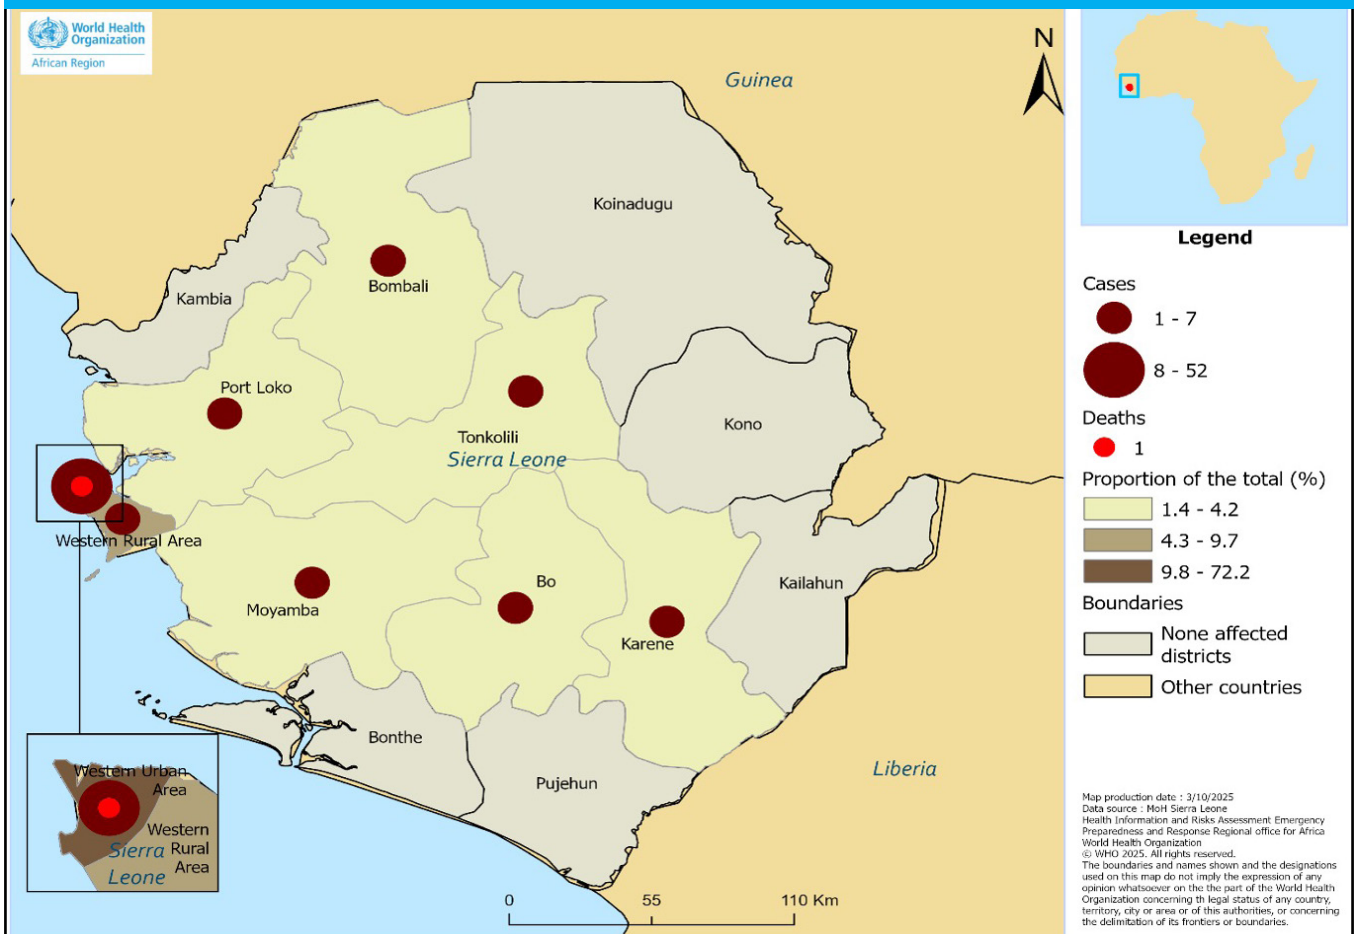 World Health
Organization
African Region
Guinea
N
Koinadugu
Kambia
Bombali
Port Loko
Tonkolili
Sierra Leone
Kono
Western Rural Area
Moyamba
Bo
Karene
Kailahun
Bonthe
Pujehun
Liberia
Western Urban
Area
Western
Rural
Area
Sierra
Leone
0
55
110 Km
Legend
Cases
1 - 7
8 - 52
Deaths
1
Proportion of the total (%)
1.4 - 4.2
4.3 - 9.7
9.8 - 72.2
Boundaries
None affected
districts
Other countries
Map production date : 3/10/2025
Data source : MoH Sierra Leone
Health Information and Risks Assessment Emergency
Preparedness and Response Regional office for Africa
World Health Organization
© WHO 2025. All rights reserved.
The boundaries and names shown and the designations
used on this map do not imply the expression of any
opinion whatsoever on the the part of the World Health
Organization concerning th legal status of any country,
territory, city or area or of this authorities, or concerning
the delimitation of its frontiers or boundaries.